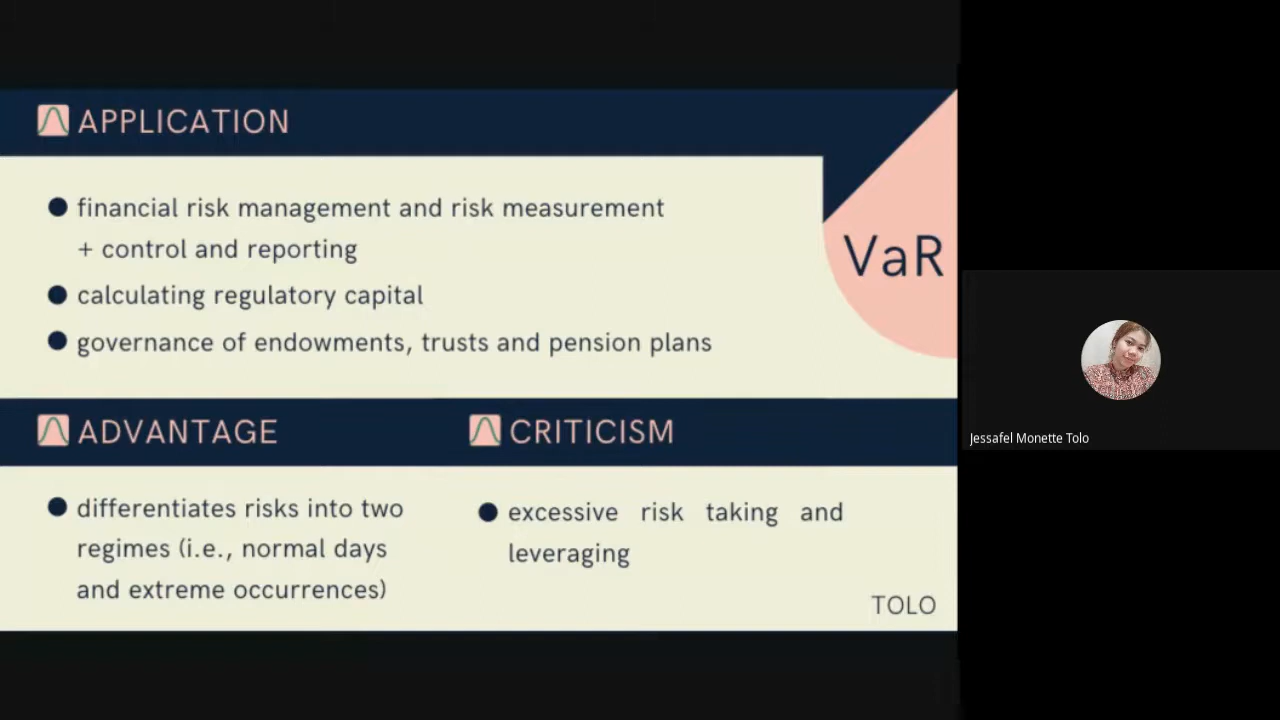 APPLICATION
financial risk management and risk measurement
+ control and reporting
calculating regulatory capital
governance of endowments, trusts and pension plans
VaR
ADVANTAGE
differentiates risks into two
regimes (i.e., normal days
and extreme occurrences)
CRITICISM
excessive risk taking and
leveraging
TOLO
Jessafel Monette Tolo